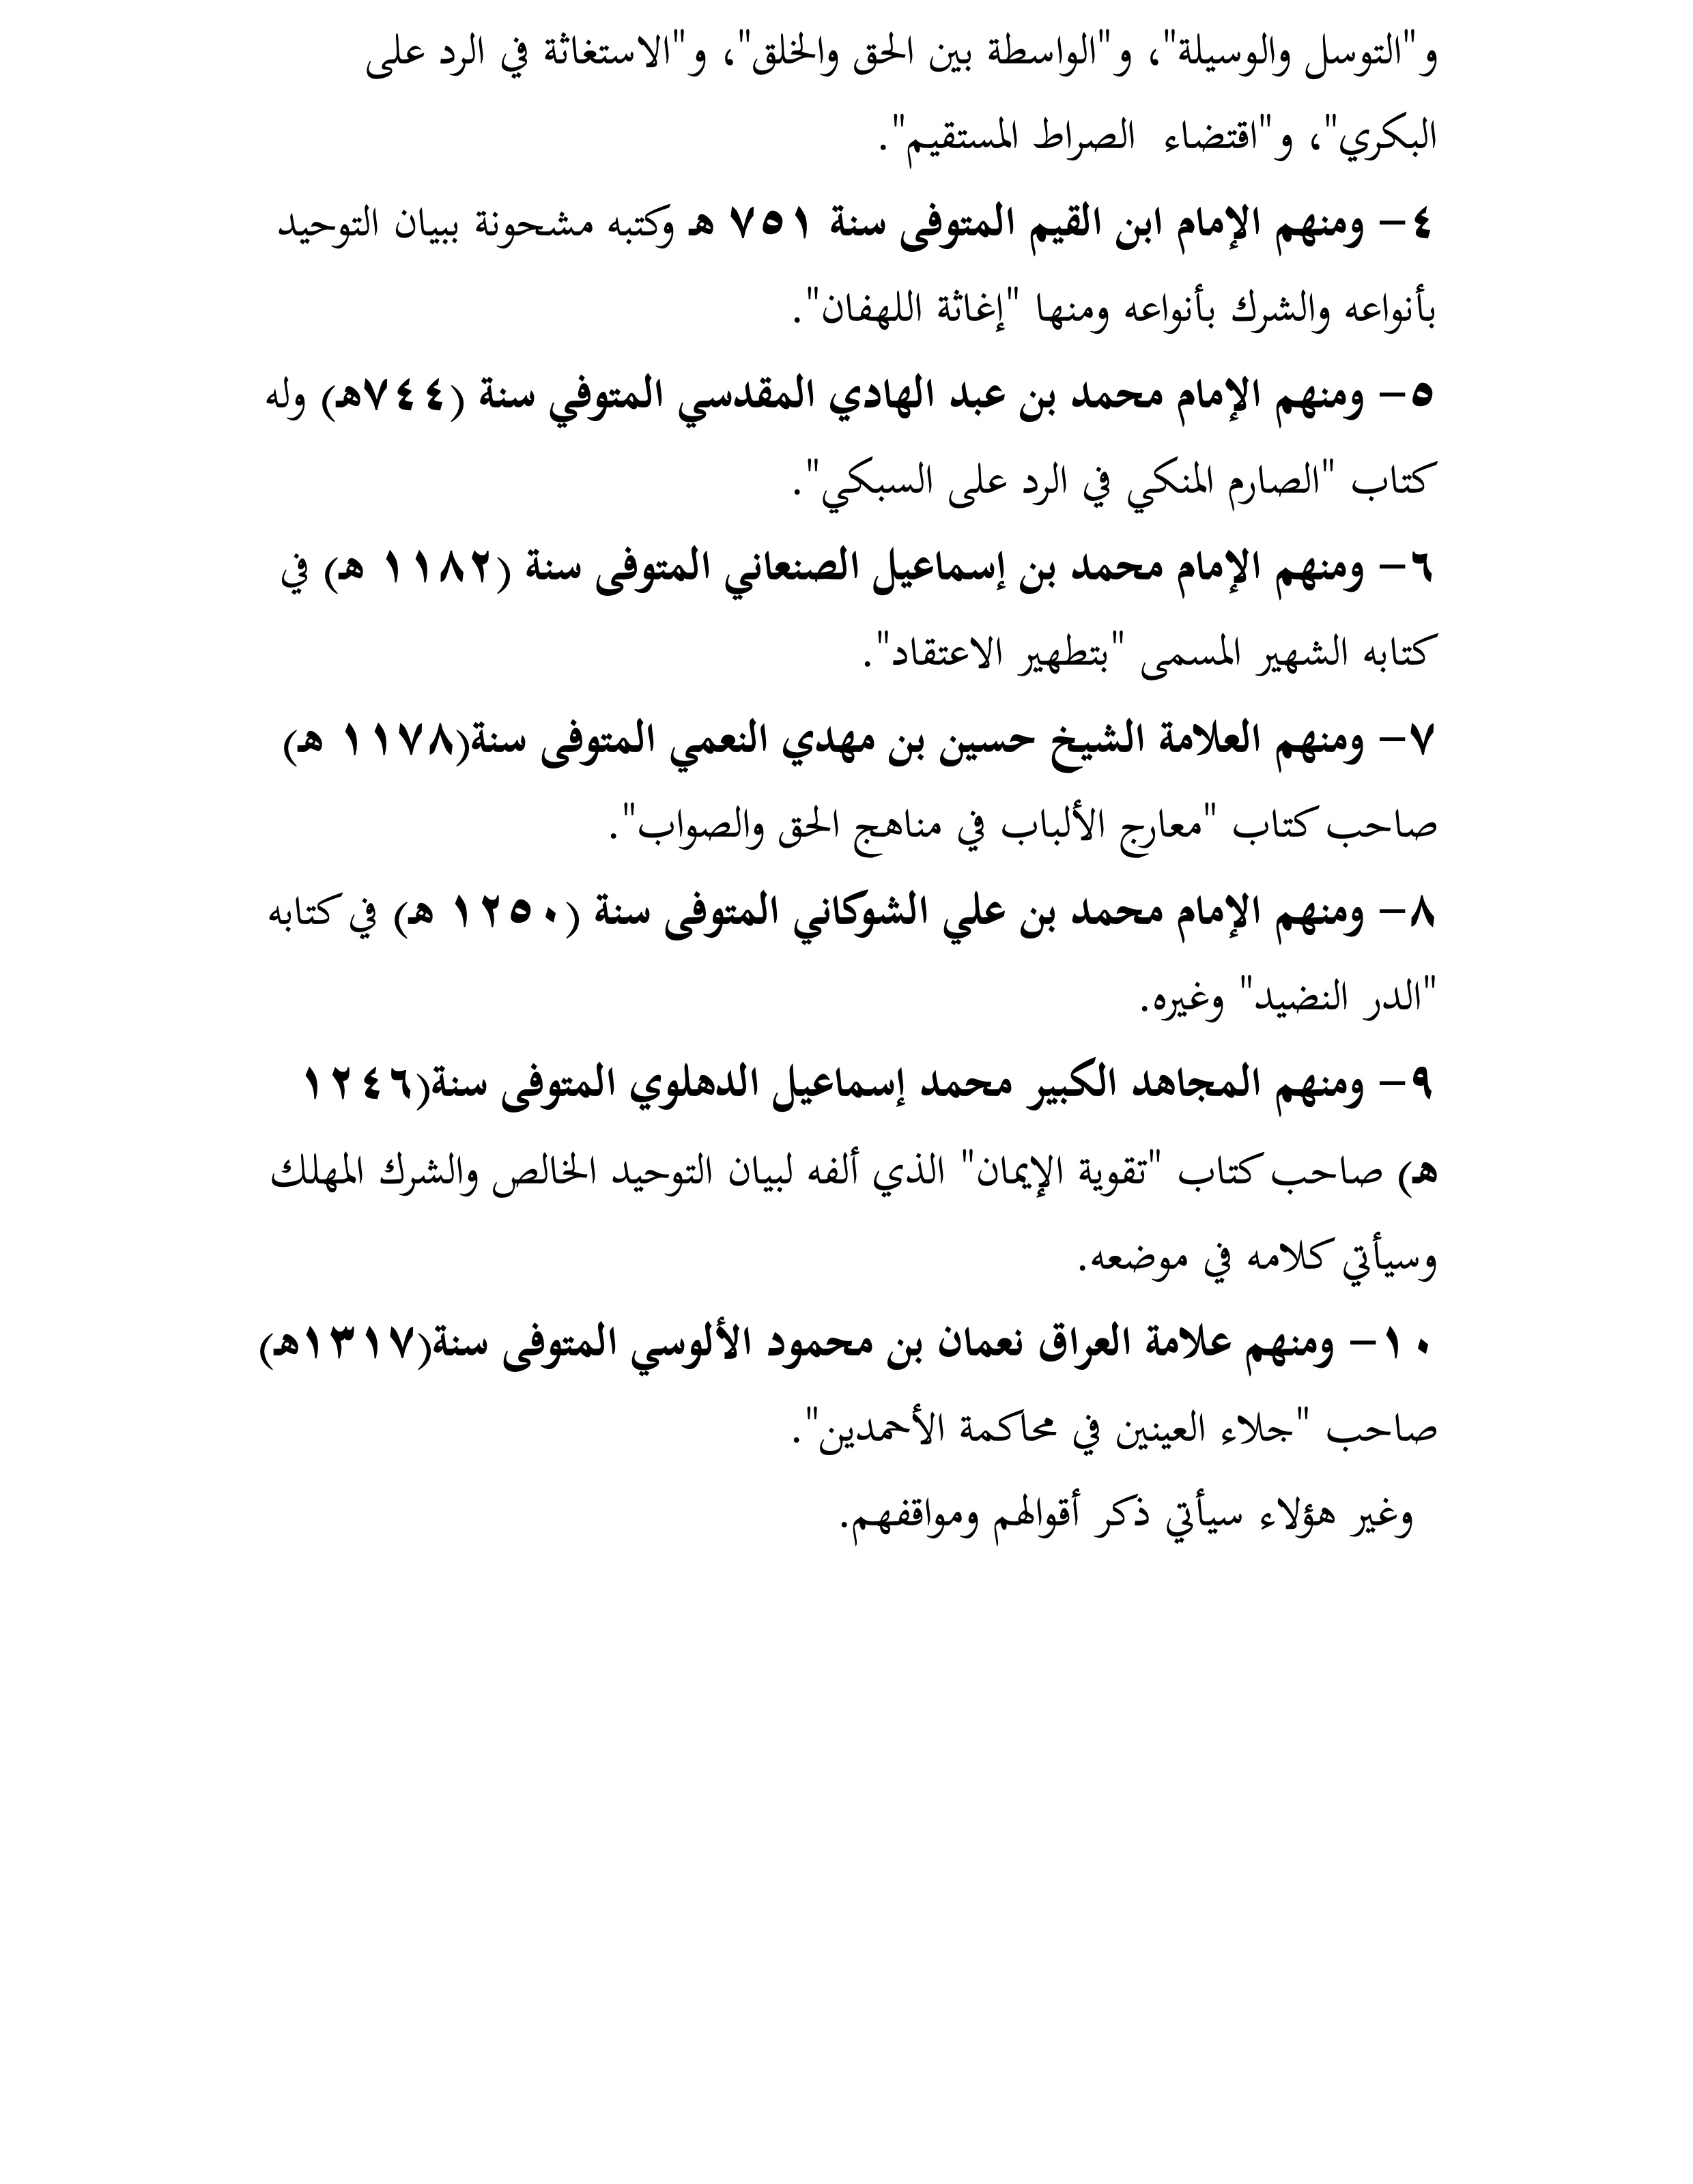 و"التوسل والوسيلة"، و"الواسطة بين الحق والخلق"، و"الاستغاثة في الرد على
البكري"، و"اقتضاء الصراط المستقيم".
٤- ومنهم الإمام ابن القيم المتوفى سنة ٧٥١ هـ وكتبه مشحونة ببيان التوحيد
بأنواعه والشرك بأنواعه ومنها "إغاثة اللهفان".
٥- ومنهم الإمام محمد بن عبد الهادي المقدسي المتوفي سنة (٧٤٤هـ) وله
كتاب "الصارم المنكي في الرد على السبكي".
٦- ومنهم الإمام محمد بن إسماعيل الصنعاني المتوفى سنة (١١٨٢ هـ) في
كتابه الشهير المسمى "بتطهير الاعتقاد".
٧- ومنهم العلامة الشيخ حسين بن مهدي النعمي المتوفى سنة(١١٧٨ هـ)
صاحب كتاب "معارج الألباب في مناهج الحق والصواب".
٨- ومنهم الإمام محمد بن علي الشوكاني المتوفى سنة (١٢٥٠ هـ) في كتابه
"الدر النضيد" وغيره.
٩- ومنهم المجاهد الكبير محمد إسماعيل الدهلوي المتوفى سنة(١٢٤٦
هـ) صاحب كتاب "تقوية الإيمان" الذي ألفه لبيان التوحيد الخالص والشرك المهلك
وسيأتي كلامه في موضعه.
١٠- ومنهم علامة العراق نعمان بن محمود الألوسي المتوفى سنة(١٣١٧هـ)
صاحب "جلاء العينين في محاكمة الأحمدين".
وغير هؤلاء سيأتي ذكر أقوالهم ومواقفهم.